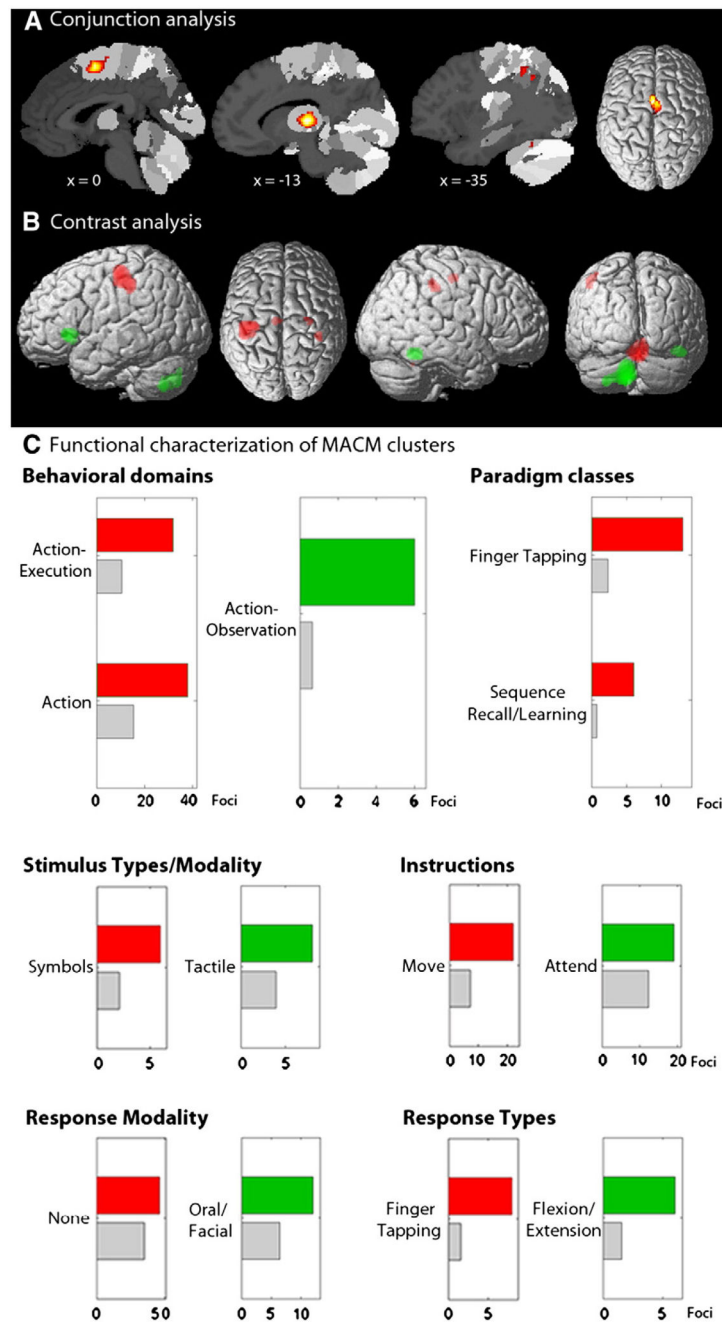 A Conjunction analysis
x = 0
x = -13
x = -35
B Contrast analysis
C Functional characterization of MACM clusters
Behavioral domains
Paradigm classes
Action-
Execution
Action
0 20 40 Foci
Action-
Observation
0 2 4 6 Foci
Finger Tapping
Sequence
Recall/Learning
0 5 10 Foci
Stimulus Types/Modality
Instructions
Symbols
0 5
Tactile
0 5
Move
0 10 20
Attend
0 10 20 Foci
Response Modality
Response Types
None
0 50
Oral/
Facial
0 5 10
Finger
Tapping
0 5
Flexion/
Extension
0 5 Foci